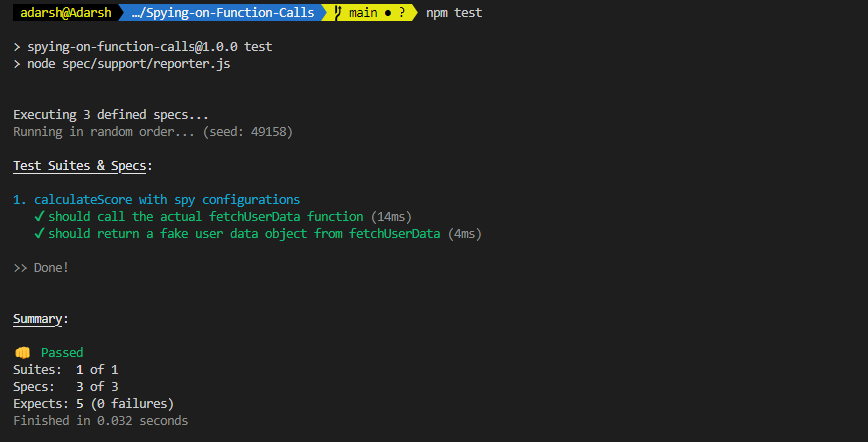 adarsh@Adarsh …/Spying-on-Function-Calls main • ? npm test
> spying-on-function-calls@1.0.0 test
> node spec/support/reporter.js
Executing 3 defined specs...
Running in random order... (seed: 49158)
Test Suites & Specs:
1. calculateScore with spy configurations
✔ should call the actual fetchUserData function (14ms)
✔ should return a fake user data object from fetchUserData (4ms)
>> Done!
Summary:
👊 Passed
Suites: 1 of 1
Specs: 3 of 3
Expects: 5 (0 failures)
Finished in 0.032 seconds